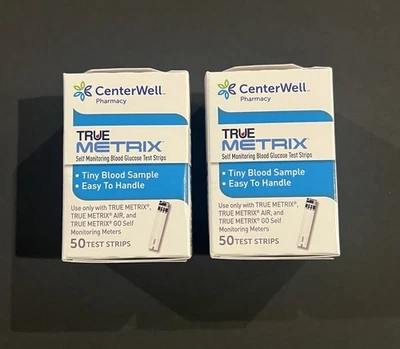 CenterWell™
Pharmacy
TRUE
METRIX
Self Monitoring Blood Glucose Test Strips
• Tiny Blood Sample
• Easy To Handle
Use only with TRUE METRIX®,
TRUE METRIX® AIR, and
TRUE METRIX® GO Self
Monitoring Meters
50 TEST STRIPS
CenterWell™
Pharmacy
TRUE
METRIX
Self Monitoring Blood Glucose Test Strips
• Tiny Blood Sample
• Easy To Handle
Use only with TRUE METRIX®,
TRUE METRIX® AIR, and
TRUE METRIX® GO Self
Monitoring Meters
50 TEST STRIPS